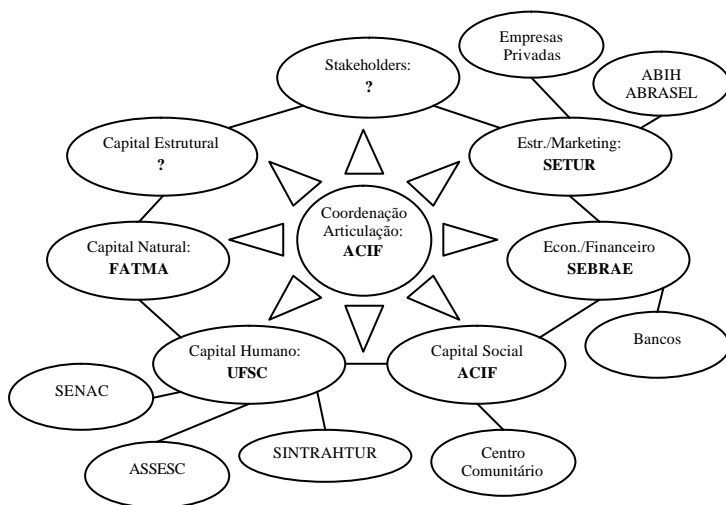 Empresas
Privadas
Stakeholders:
?
ABIH
ABRASEL
Capital Estrutural
?
Estr./Marketing:
SETUR
Coordenação
Articulação:
ACIF
Capital Natural:
FATMA
Econ./Financeiro
SEBRAE
Bancos
Capital Humano:
UFSC
Capital Social
ACIF
SENAC
SINTRAHTUR
ASSESC
Centro
Comunitário